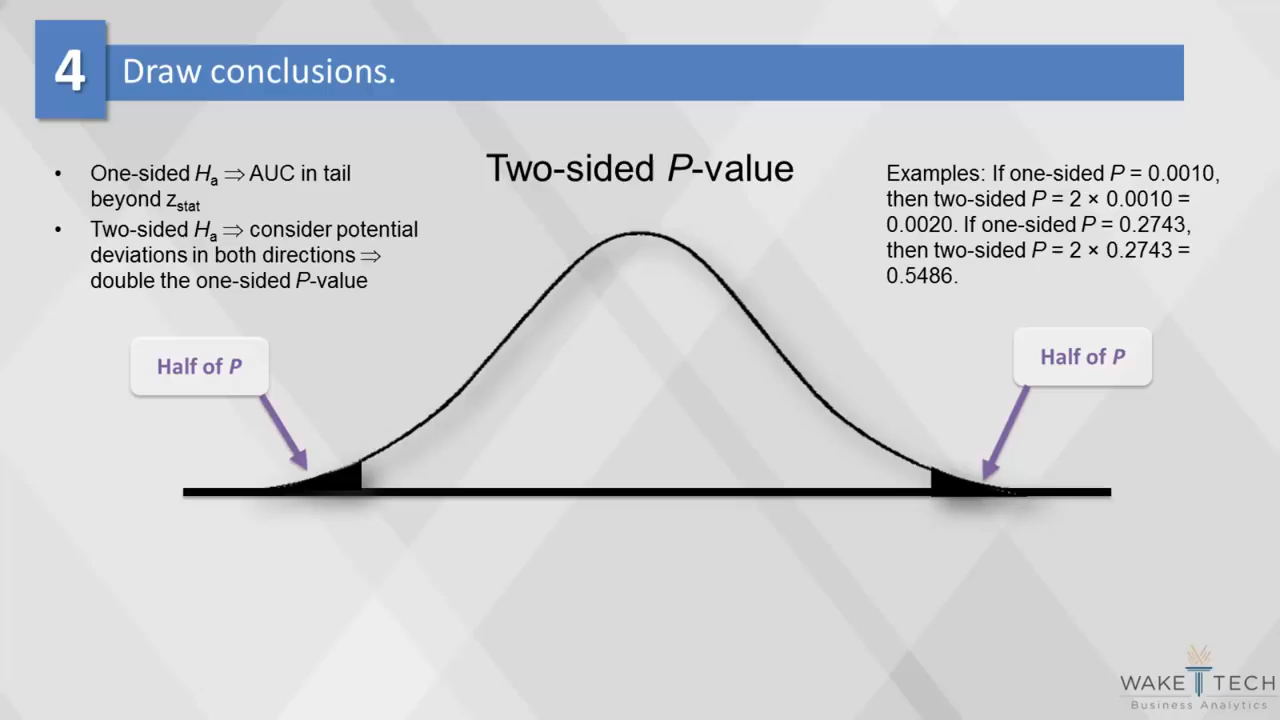 4
Draw conclusions.
• One-sided Ha ⇒ AUC in tail
beyond zstat
• Two-sided Ha ⇒ consider potential
deviations in both directions ⇒
double the one-sided P-value
Two-sided P-value
Examples: If one-sided P = 0.0010,
then two-sided P = 2 × 0.0010 =
0.0020. If one-sided P = 0.2743,
then two-sided P = 2 × 0.2743 =
0.5486.
Half of P
Half of P
WAKE TECH
Business Analytics